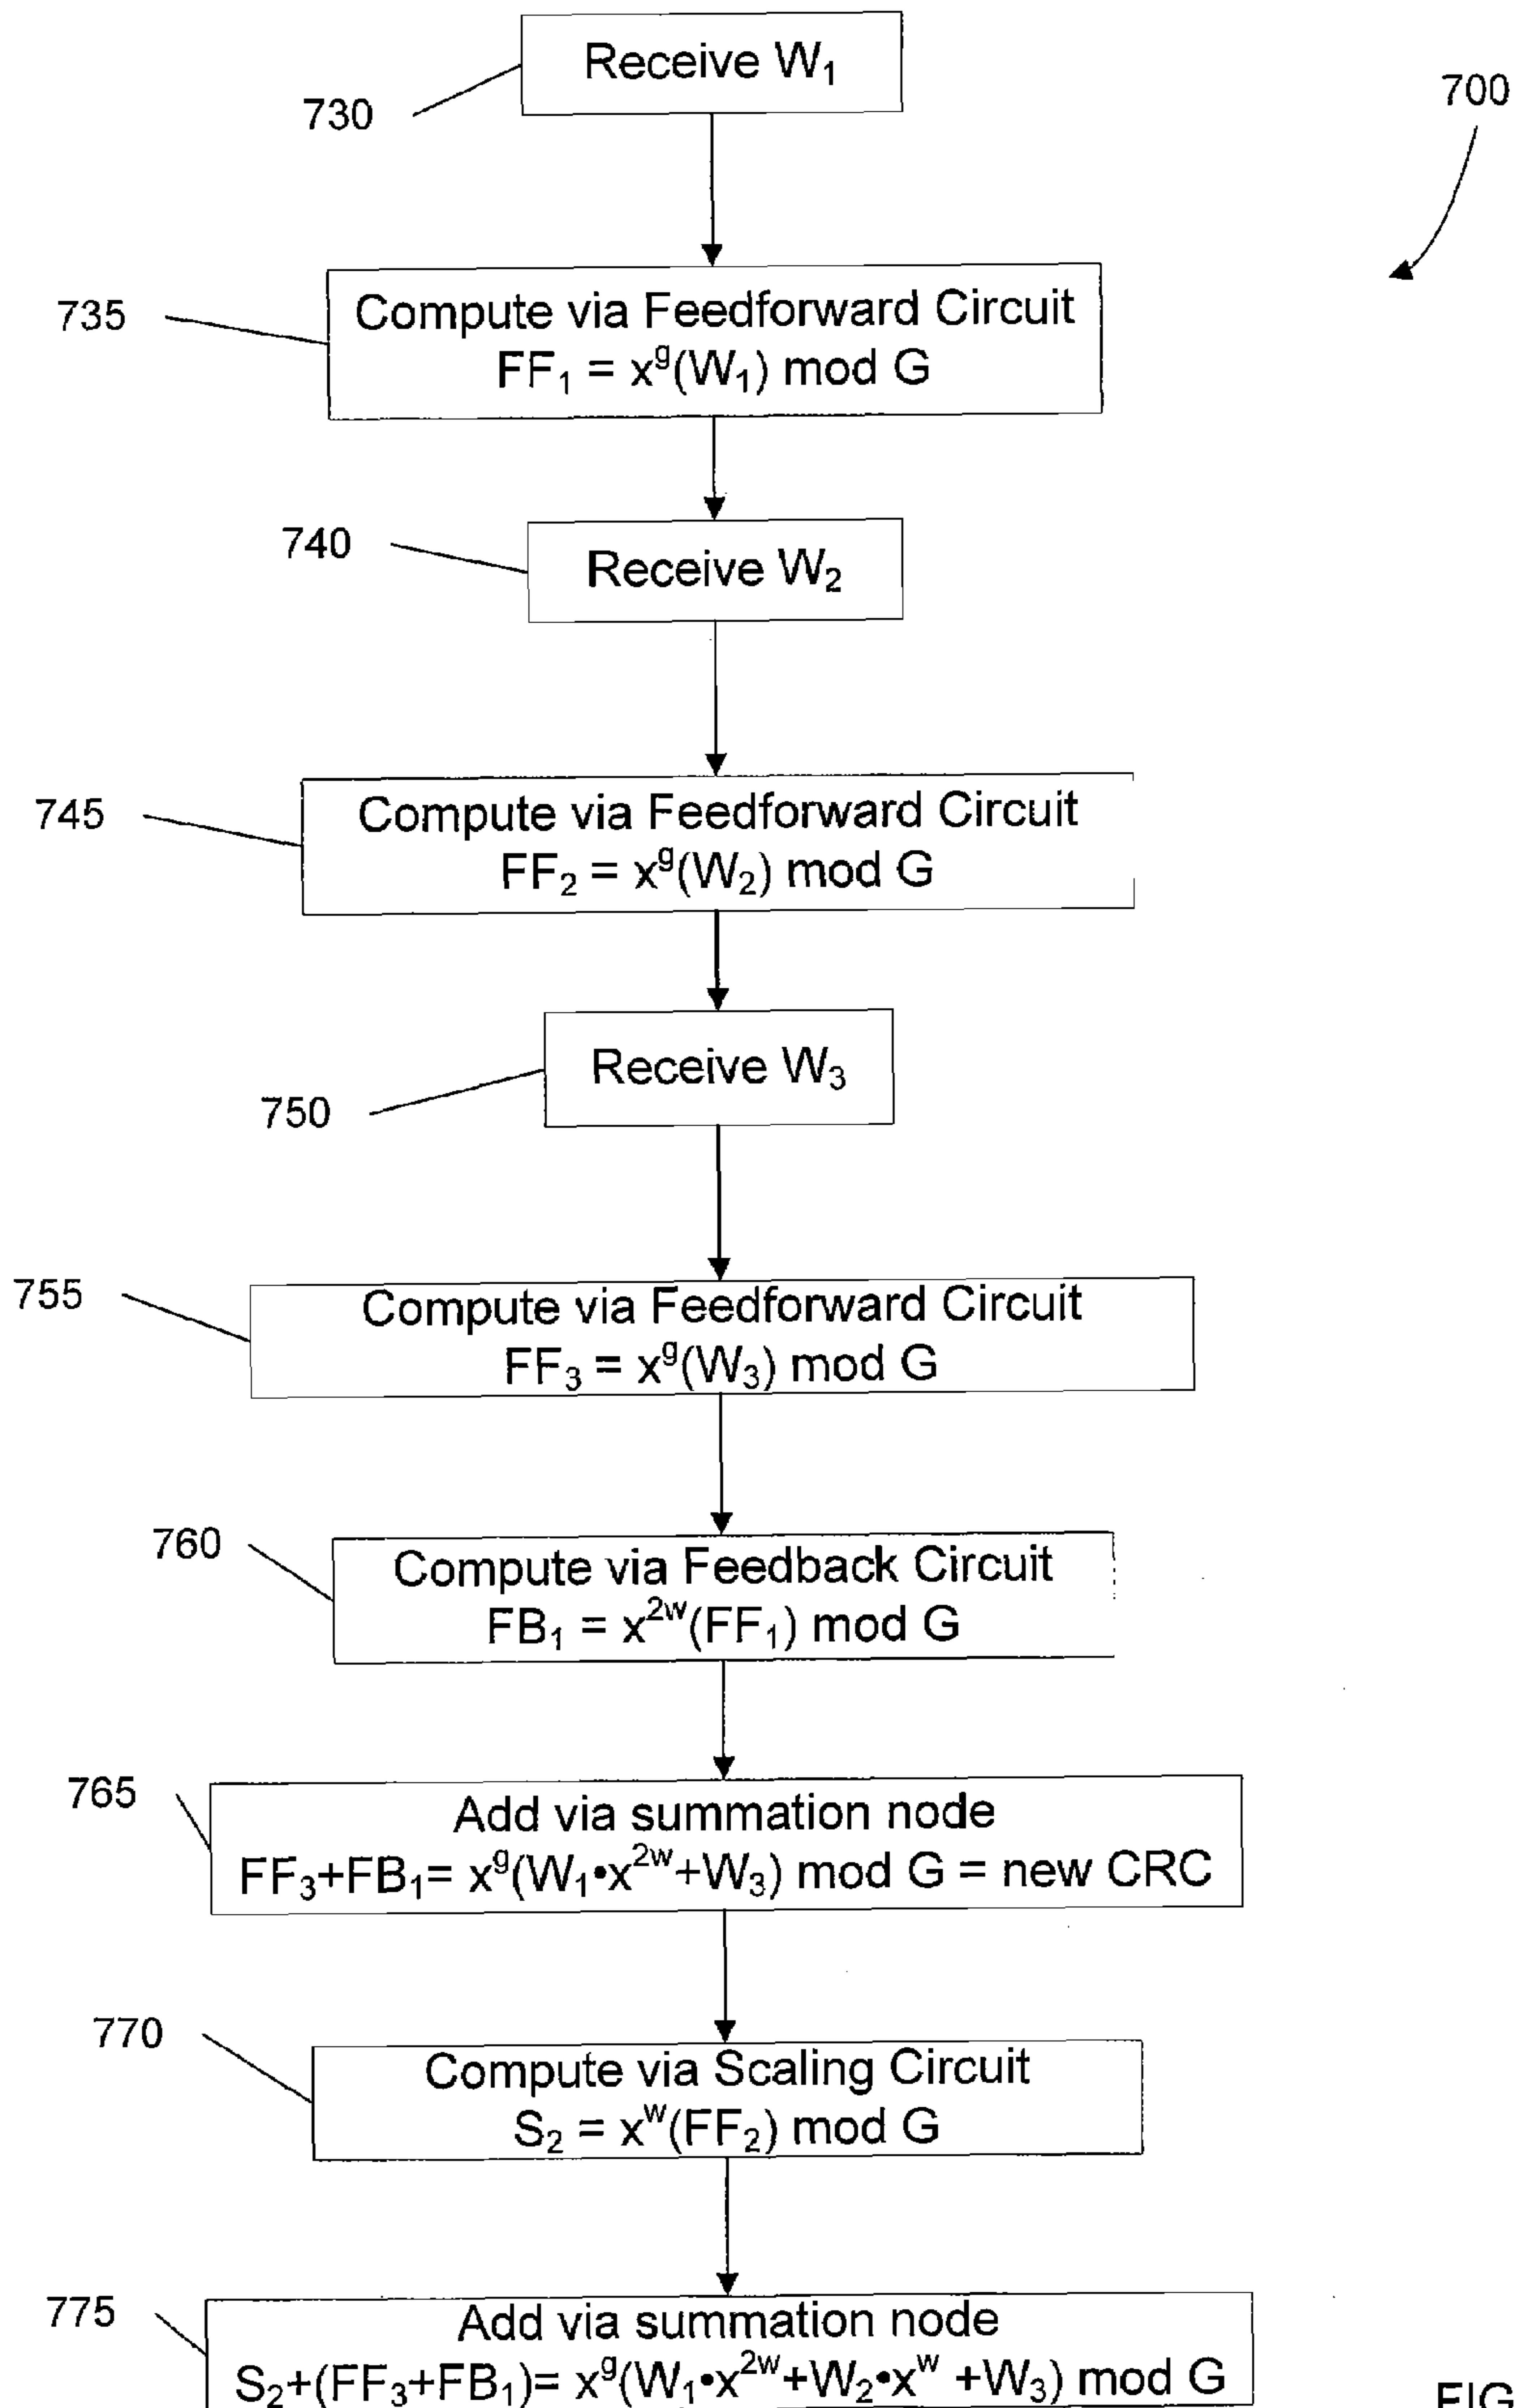 Receive W₁
730
700
735
Compute via Feedforward Circuit
FF₁ = xᵍ(W₁) mod G
740
Receive W₂
745
Compute via Feedforward Circuit
FF₂ = xᵍ(W₂) mod G
Receive W₃
750
755
Compute via Feedforward Circuit
FF₃ = xᵍ(W₃) mod G
760
Compute via Feedback Circuit
FB₁ = x²ʷ(FF₁) mod G
765
Add via summation node
FF₃+FB₁= xᵍ(W₁•x²ʷ+W₃) mod G = new CRC
770
Compute via Scaling Circuit
S₂ = xʷ(FF₂) mod G
775
Add via summation node
S₂+(FF₃+FB₁)= xᵍ(W₁•x²ʷ+W₂•xʷ +W₃) mod G
FIG